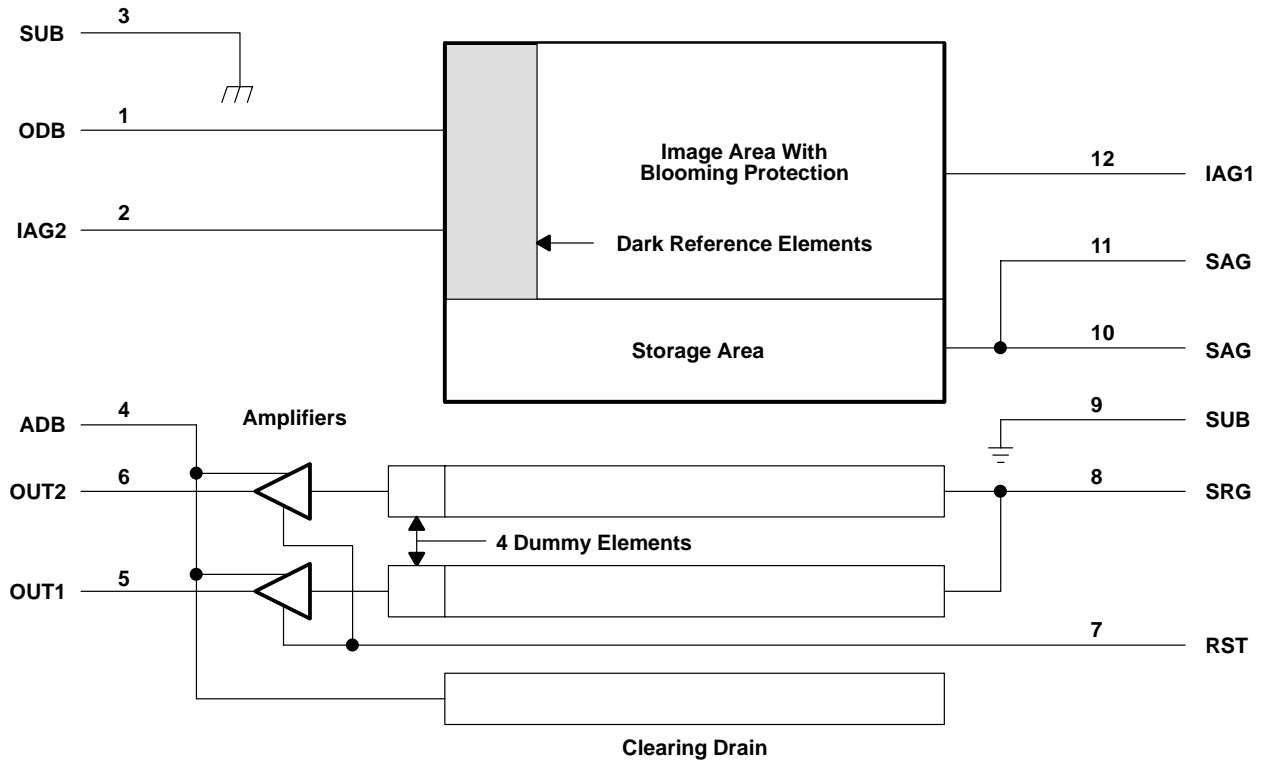 3
SUB
1
ODB
2
IAG2
Image Area With
Blooming Protection
12
IAG1
Dark Reference Elements
11
SAG
Storage Area
10
SAG
4
ADB
Amplifiers
9
SUB
6
OUT2
8
SRG
4 Dummy Elements
5
OUT1
7
RST
Clearing Drain